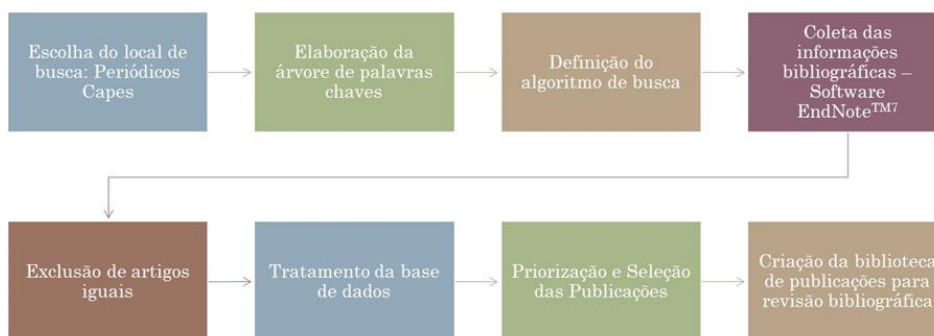 Escolha do local de
busca: Periódicos
Capes
Elaboração da
árvore de palavras
chaves
Definição do
algoritmo de busca
Coleta das
informações
bibliográficas –
Software
EndNoteTM7
Exclusão de artigos
iguais
Tratamento da base
de dados
Priorização e Seleção
das Publicações
Criação da biblioteca
de publicações para
revisão bibliográfica